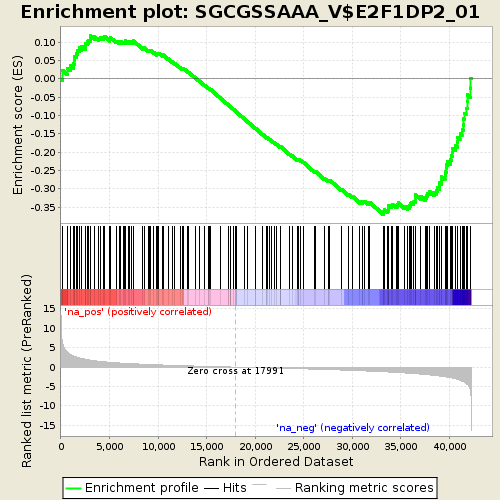 Enrichment plot: SGCGSSAAA_V$E2F1DP2_01
Enrichment score (ES)
0.10
0.05
0.00
-0.05
-0.10
-0.15
-0.20
-0.25
-0.30
-0.35
'na_pos' (positively correlated)
Ranked list metric (PreRanked)
15
10
5
0
-5
-10
-15
Zero cross at 17991
'na_neg' (negatively correlated)
0
5,000
10,000
15,000
20,000
25,000
30,000
35,000
40,000
Rank in Ordered Dataset
Enrichment profile
Hits
Ranking metric scores